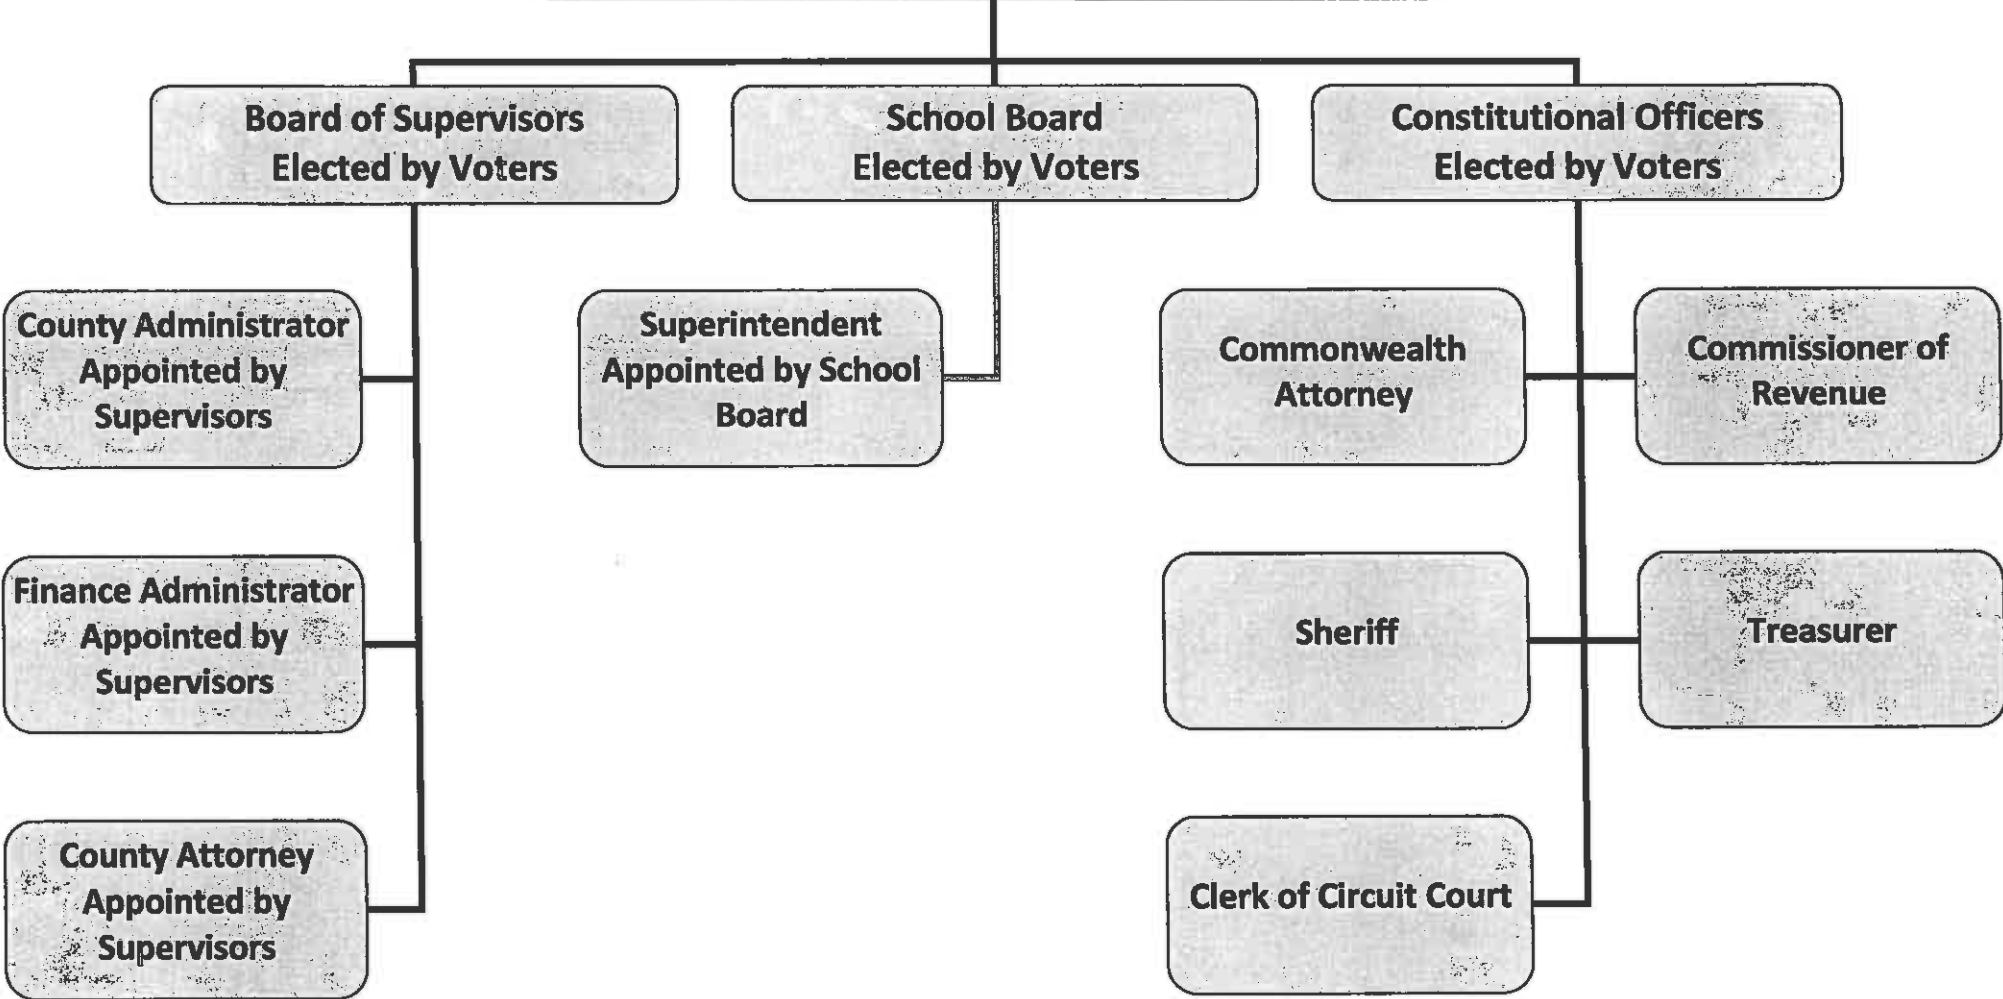 Board of Supervisors
Elected by Voters
School Board
Elected by Voters
Constitutional Officers
Elected by Voters
County Administrator
Appointed by
Supervisors
Superintendent
Appointed by School
Board
Commonwealth
Attorney
Commissioner of
Revenue
Finance Administrator
Appointed by
Supervisors
Sheriff
Treasurer
County Attorney
Appointed by
Supervisors
Clerk of Circuit Court